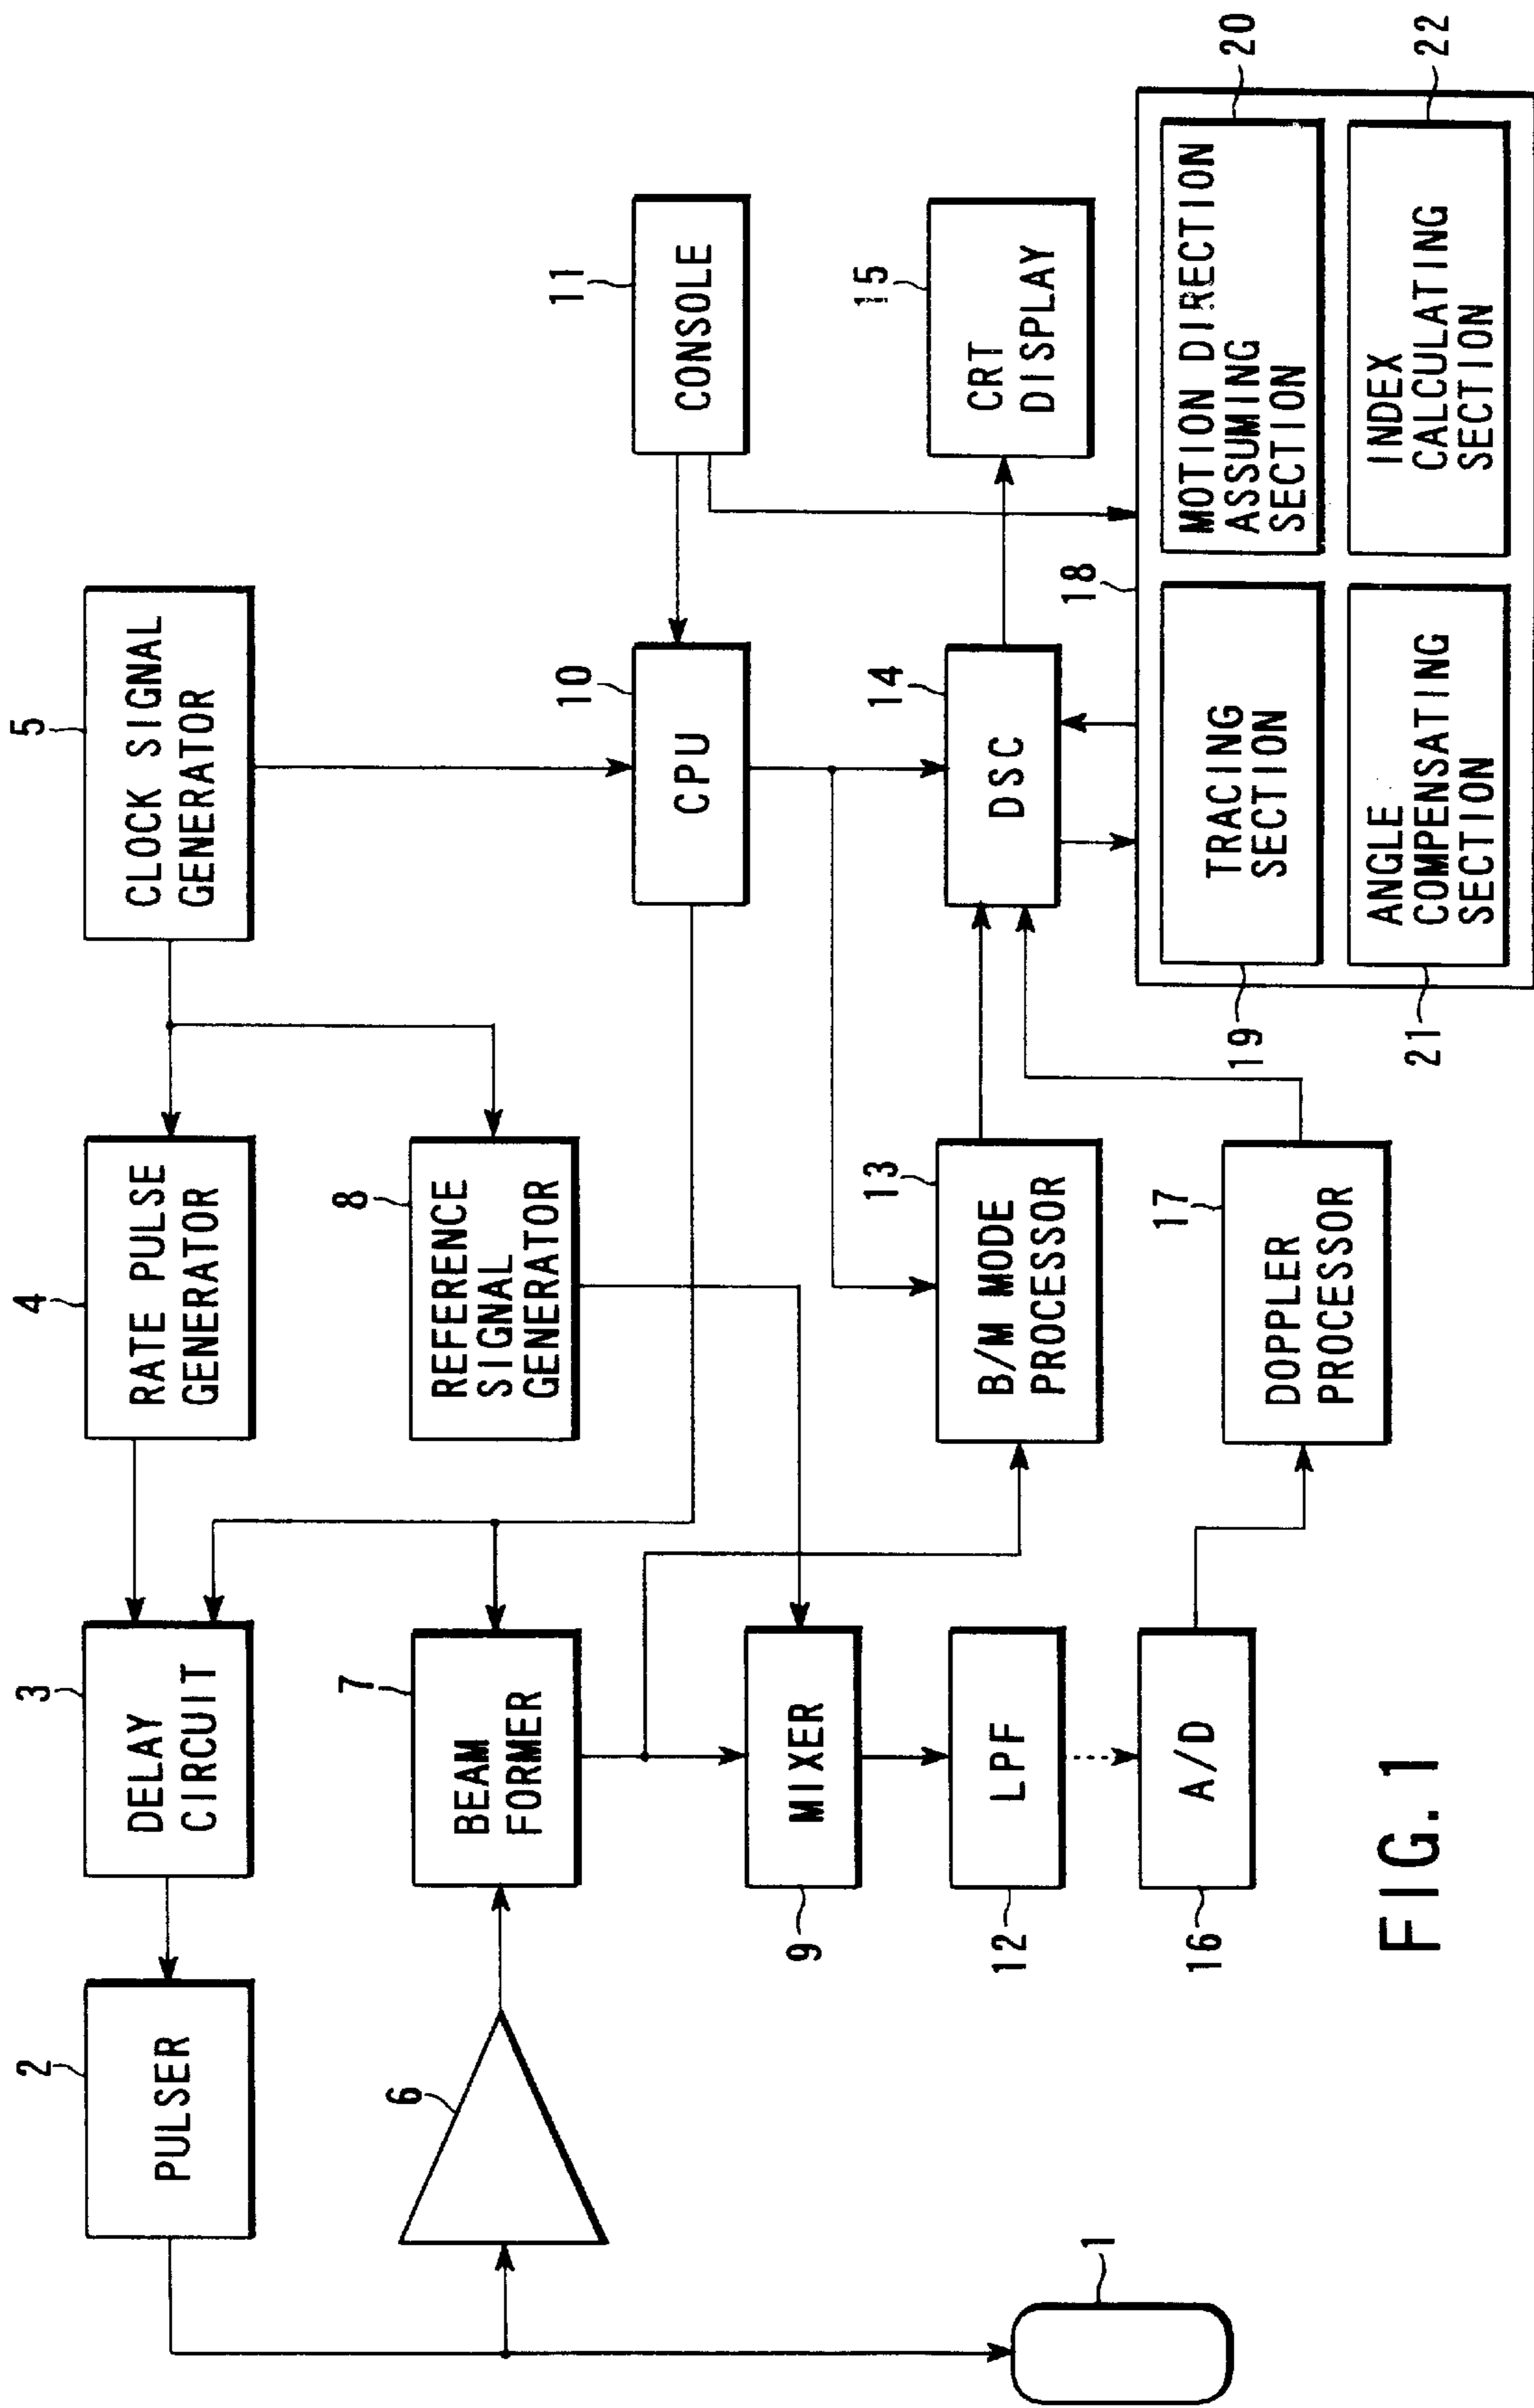 5
CLOCK SIGNAL
GENERATOR
4
RATE PULSE
GENERATOR
3
DELAY
CIRCUIT
2
PULSER
8
REFERENCE
SIGNAL
GENERATOR
7
BEAM
FORMER
6
11
CONSOLE
10
CPU
9
MIXER
15
CRT
DISPLAY
14
DSC
13
B/M MODE
PROCESSOR
12
LPF
1
17
DOPPLER
PROCESSOR
16
A/D
18
19
TRACING
SECTION
20
MOTION DIRECTION
ASSUMING
SECTION
21
ANGLE
COMPENSATING
SECTION
22
INDEX
CALCULATING
SECTION
FIG. 1